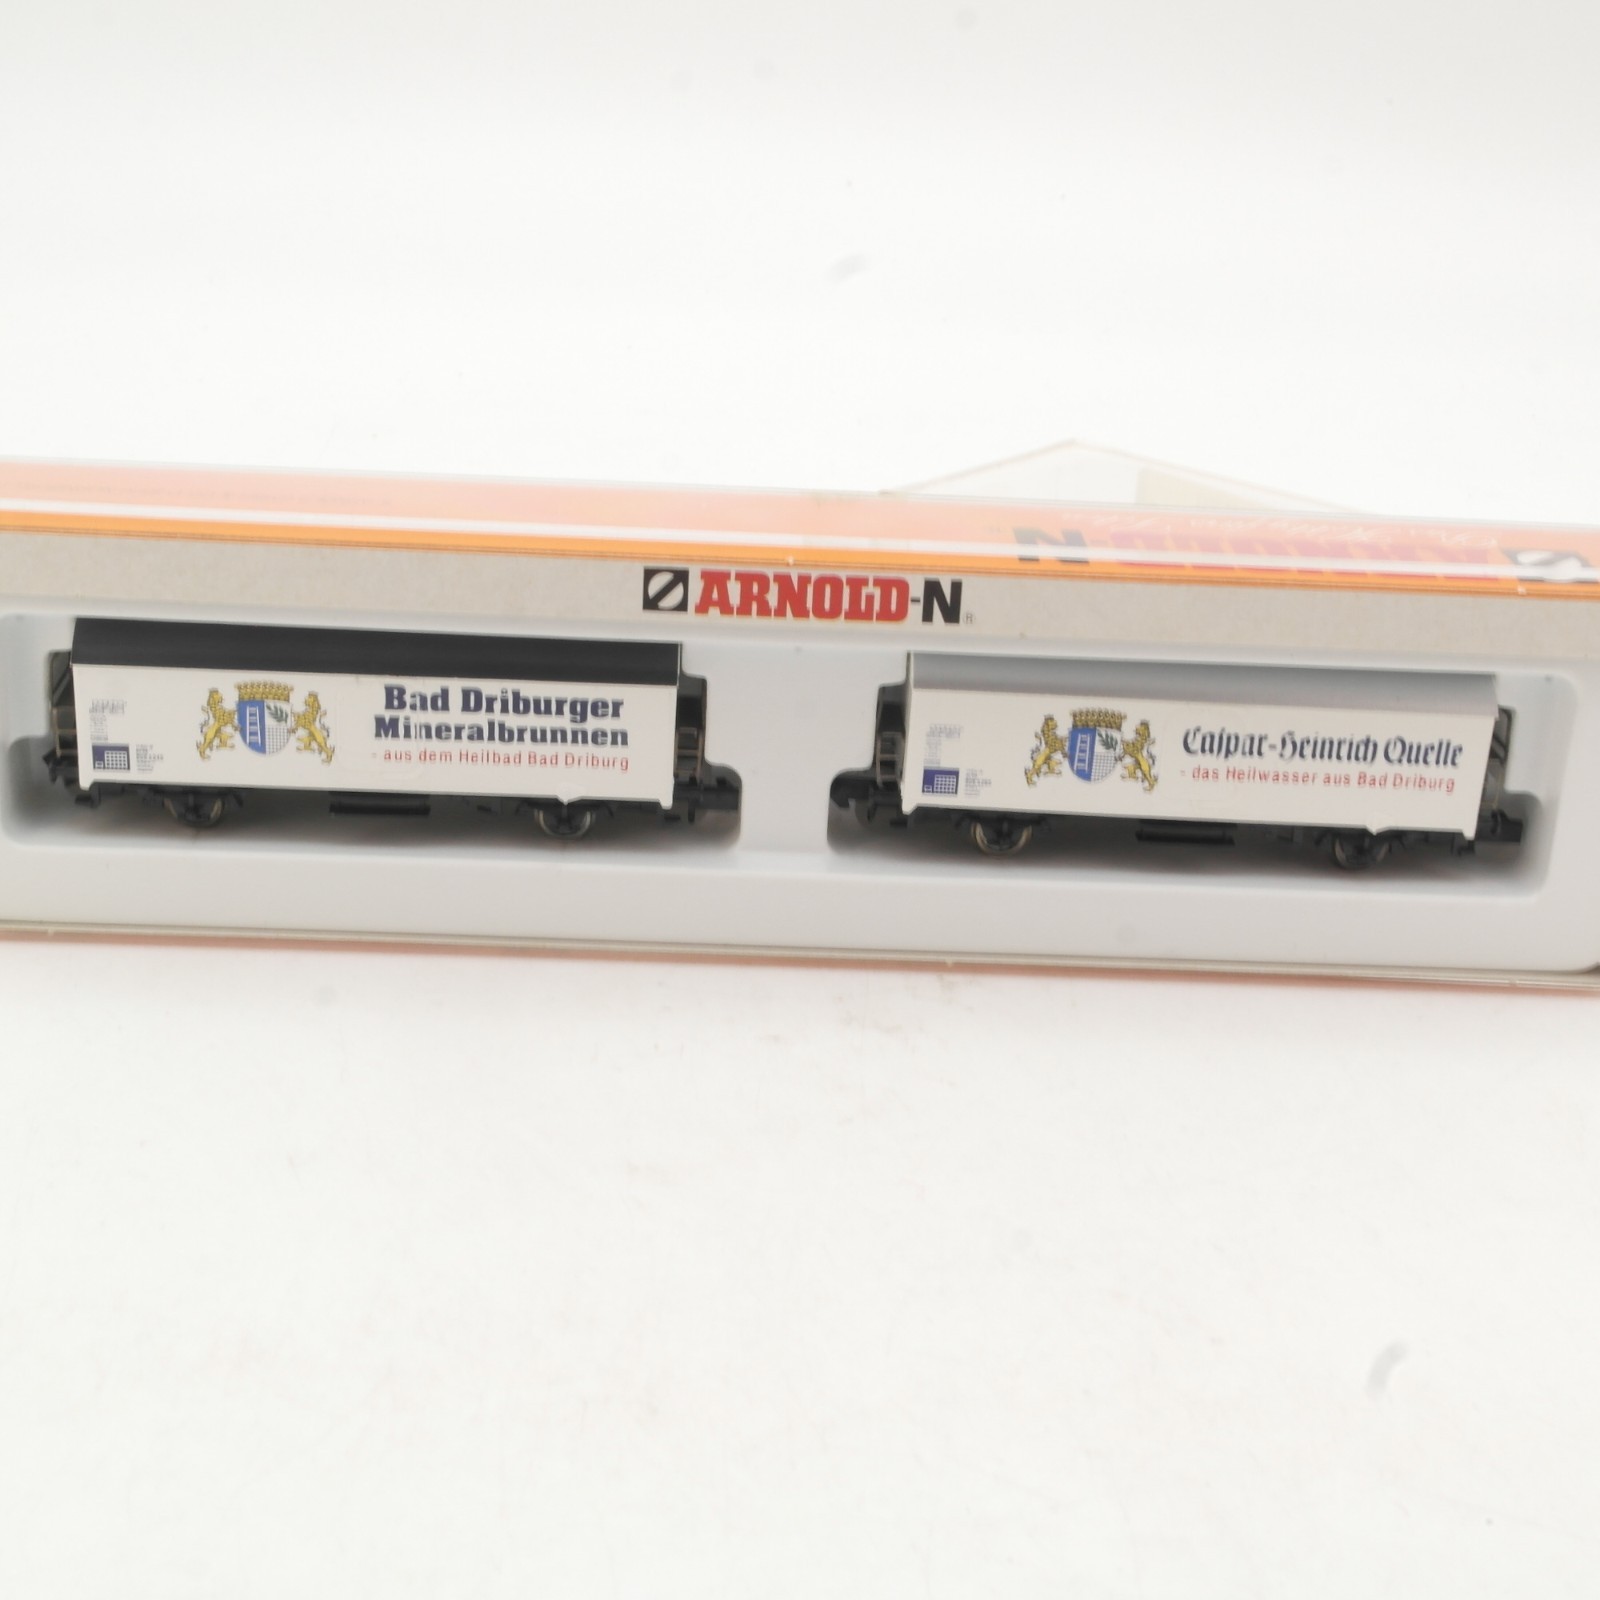 ARNOLD-N®
Bad Driburger
Mineralbrunnen
- aus dem Heilbad Bad Driburg
Caspar-Heinrich Quelle
- das Heilwasser aus Bad Driburg